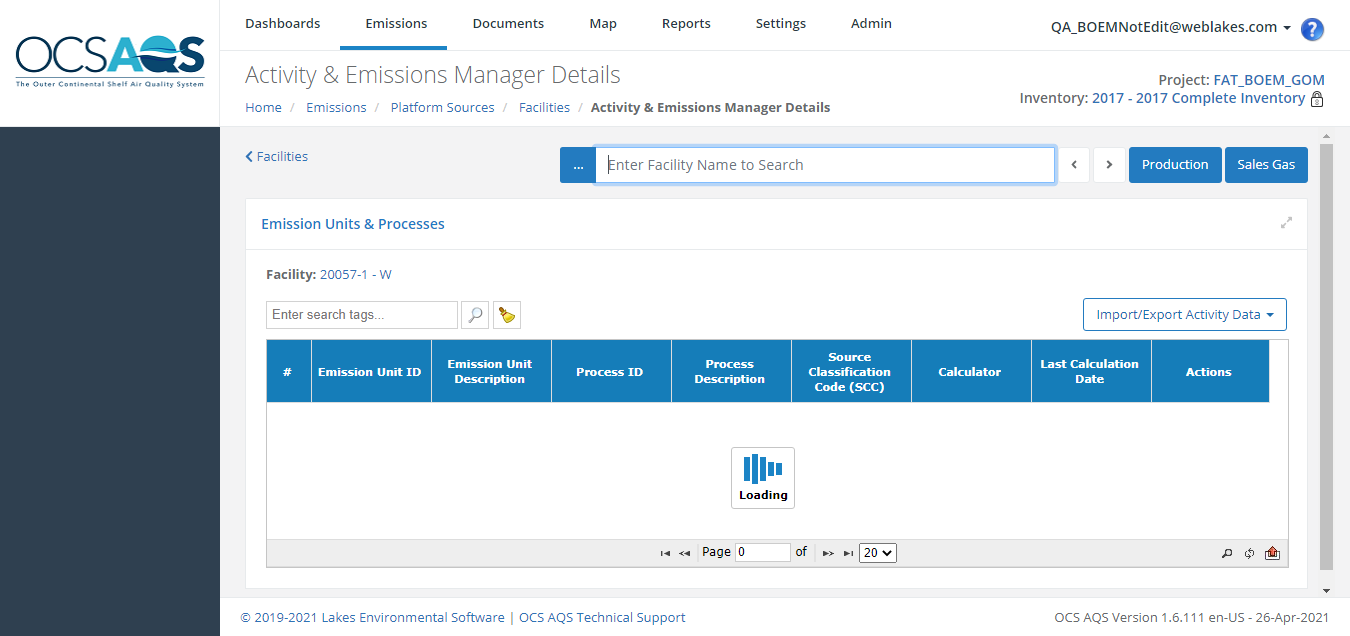 OCSAQS
The Outer Continental Shelf Air Quality System
Dashboards Emissions Documents Map Reports Settings Admin
QA_BOEMNotEdit@weblakes.com ?
Activity & Emissions Manager Details
Project: FAT_BOEM_GOM
Home / Emissions / Platform Sources / Facilities / Activity & Emissions Manager Details
Inventory: 2017 - 2017 Complete Inventory
Facilities
... Enter Facility Name to Search < > Production Sales Gas
Emission Units & Processes
Facility: 20057-1 - W
Enter search tags... Import/Export Activity Data
# Emission Unit ID Emission Unit Description Process ID Process Description Source Classification Code (SCC) Calculator Last Calculation Date Actions
Loading
Page 0 of 20
© 2019-2021 Lakes Environmental Software | OCS AQS Technical Support
OCS AQS Version 1.6.111 en-US - 26-Apr-2021